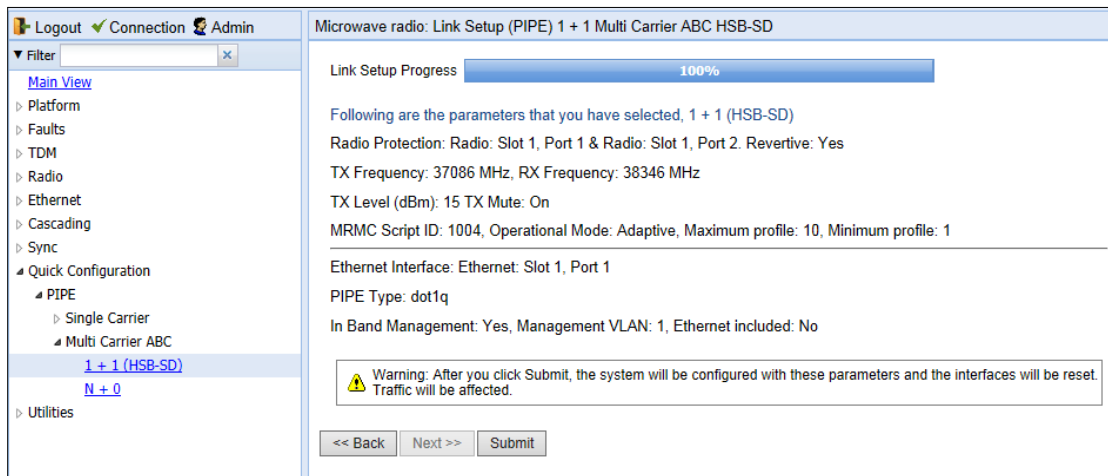 Logout Connection Admin
Filter
Main View
Platform
Faults
TDM
Radio
Ethernet
Cascading
Sync
Quick Configuration
PIPE
Single Carrier
Multi Carrier ABC
1 + 1 (HSB-SD)
N + 0
Utilities
Microwave radio: Link Setup (PIPE) 1 + 1 Multi Carrier ABC HSB-SD
Link Setup Progress 100%
Following are the parameters that you have selected, 1 + 1 (HSB-SD)
Radio Protection: Radio: Slot 1, Port 1 & Radio: Slot 1, Port 2. Revertive: Yes
TX Frequency: 37086 MHz, RX Frequency: 38346 MHz
TX Level (dBm): 15 TX Mute: On
MRMC Script ID: 1004, Operational Mode: Adaptive, Maximum profile: 10, Minimum profile: 1
Ethernet Interface: Ethernet: Slot 1, Port 1
PIPE Type: dot1q
In Band Management: Yes, Management VLAN: 1, Ethernet included: No
Warning: After you click Submit, the system will be configured with these parameters and the interfaces will be reset.
Traffic will be affected.
<< Back Next >> Submit